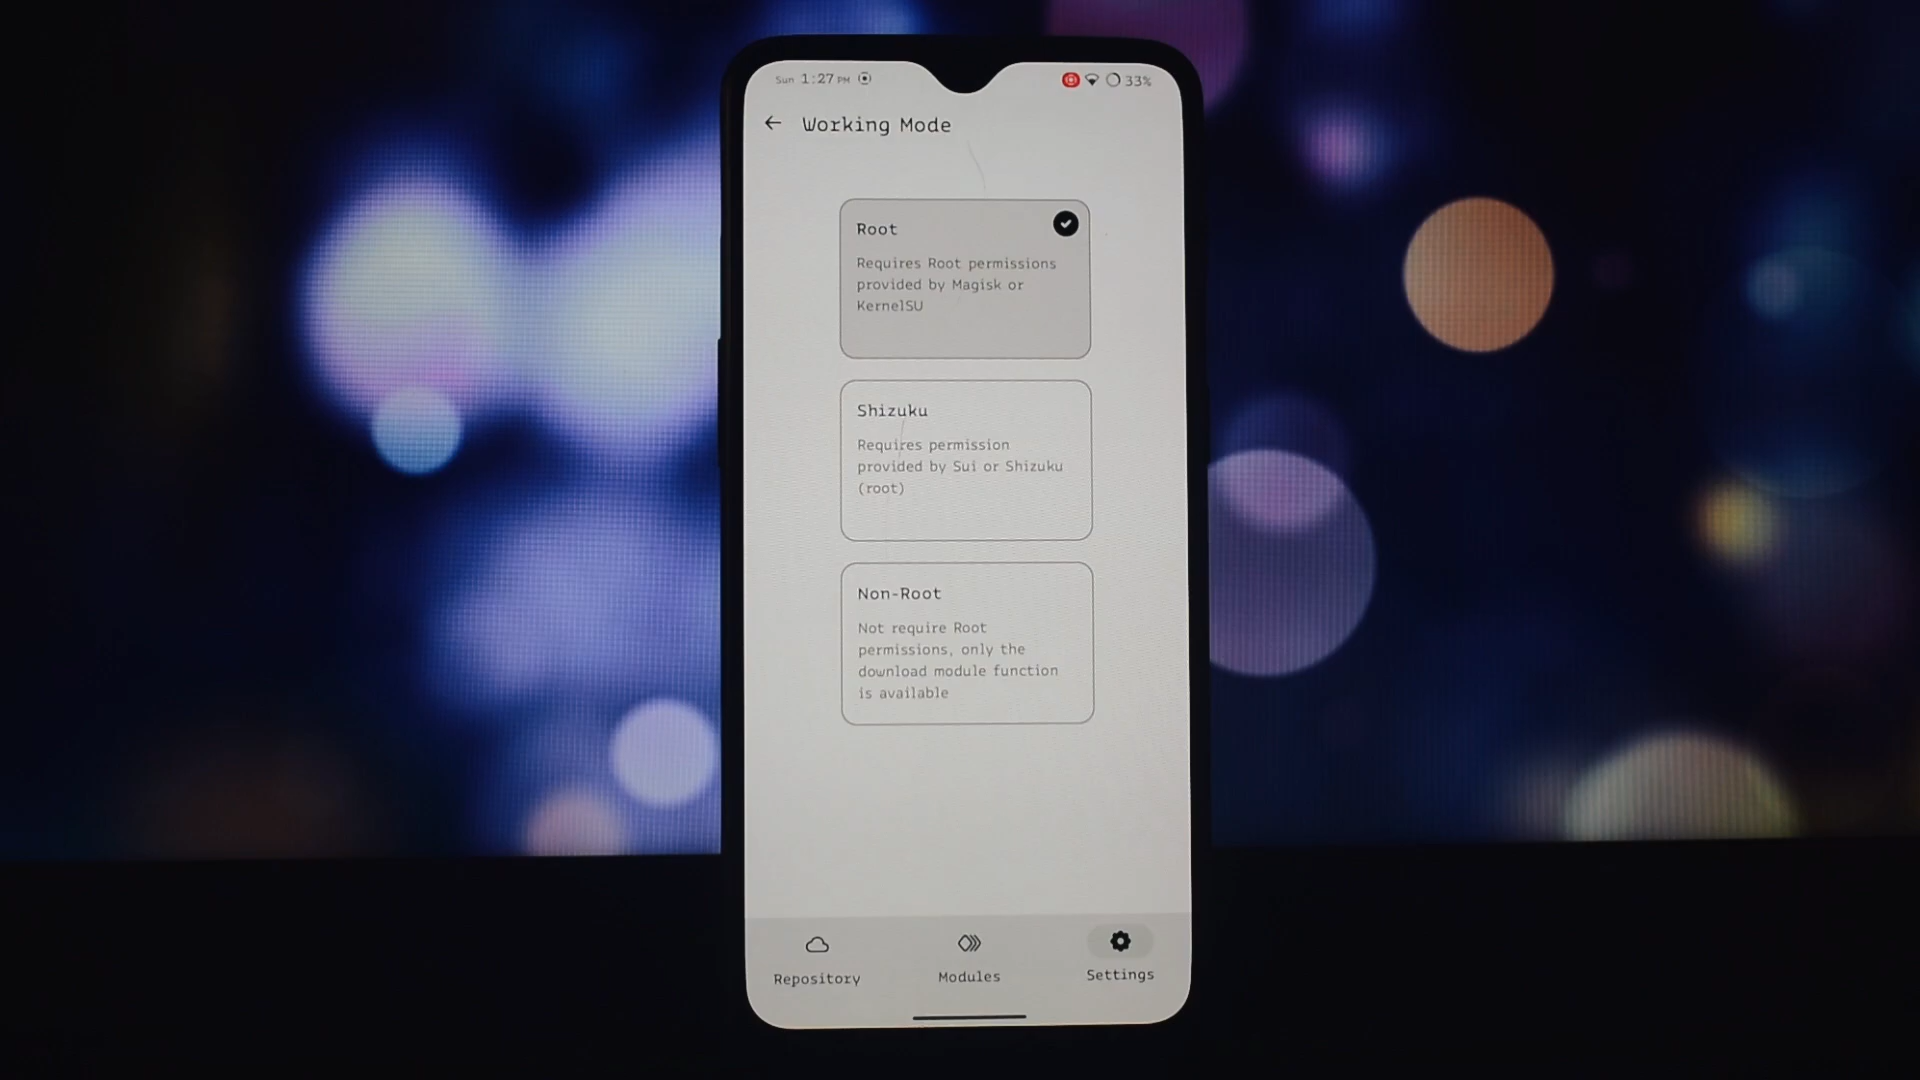 Sun 1:27 PM 33%
Working Mode
Root
Requires Root permissions
provided by Magisk or
KernelSU
Shizuku
Requires permission
provided by Sui or Shizuku
(root)
Non-Root
Not require Root
permissions, only the
download module function
is available
Repository Modules Settings